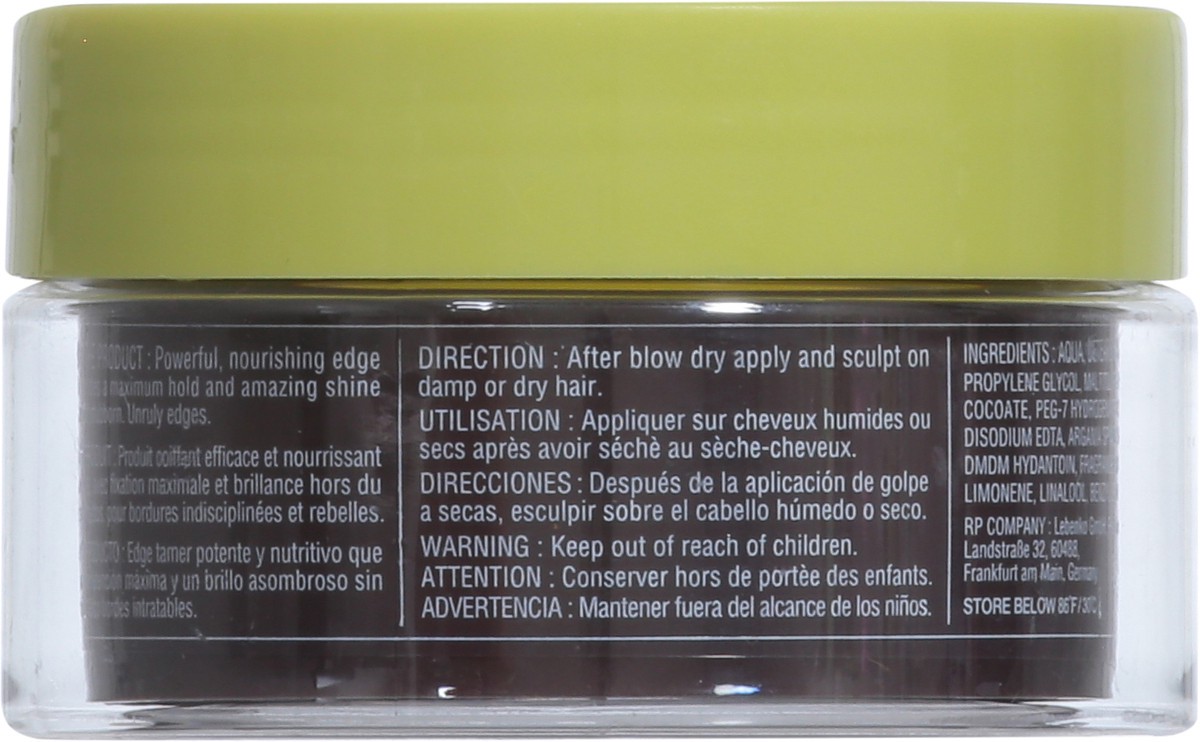 PRODUCT : Powerful, nourishing edge
a maximum hold and amazing shine
Unruly edges.
Produit coiffant efficace et nourrissant
fixation maximale et brillance hors du
pour bordures indisciplinées et rebelles.
Edge tamer potente y nutritivo que
máxima y un brillo asombroso sin
intratables.
DIRECTION : After blow dry apply and sculpt on
damp or dry hair.
UTILISATION : Appliquer sur cheveux humides ou
secs après avoir séchè au sèche-cheveux.
DIRECCIONES : Después de la aplicación de golpe
a secas, esculpir sobre el cabello húmedo o seco.
WARNING : Keep out of reach of children.
ATTENTION : Conserver hors de portèe des enfants.
ADVERTENCIA : Mantener fuera del alcance de los niños.
INGREDIENTS : AQUA,
PROPYLENE GLYCOL,
COCOATE, PEG-7
DISODIUM EDTA,
DMDM HYDANTOIN,
LIMONENE, LINALOOL,
RP COMPANY : Lebenko
Landstraße 32, 60488,
Frankfurt am Main, Germany
STORE BELOW 86°F/